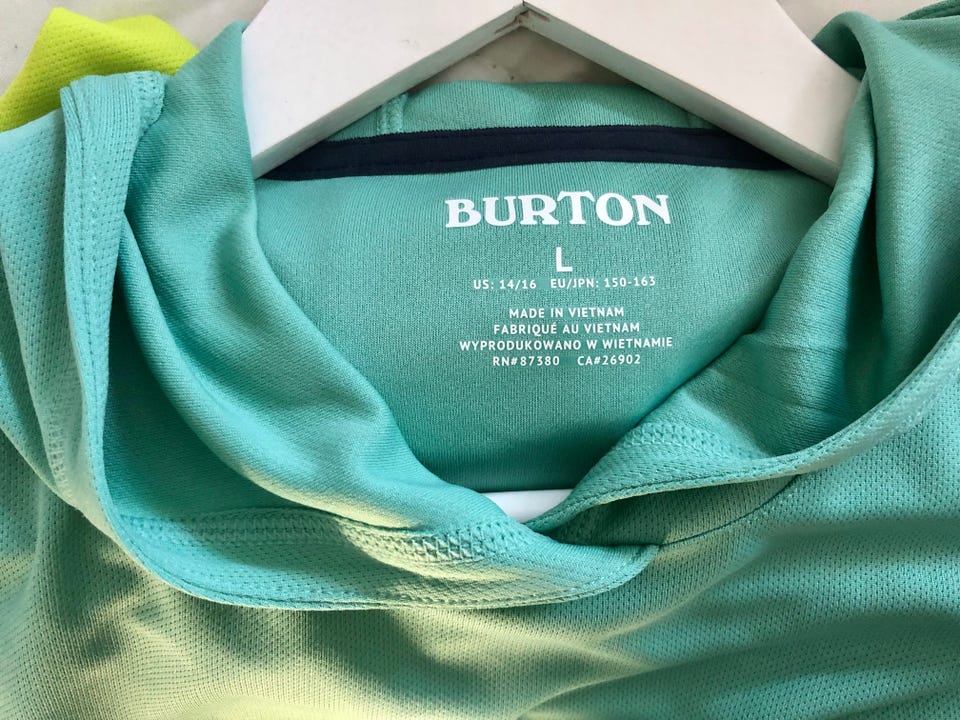 BURTON
L
US: 14/16 EU/JPN: 150-163
MADE IN VIETNAM
FABRIQUÉ AU VIETNAM
WYPRODUKOWANO W WIETNAMIE
RN#87380 CA#26902